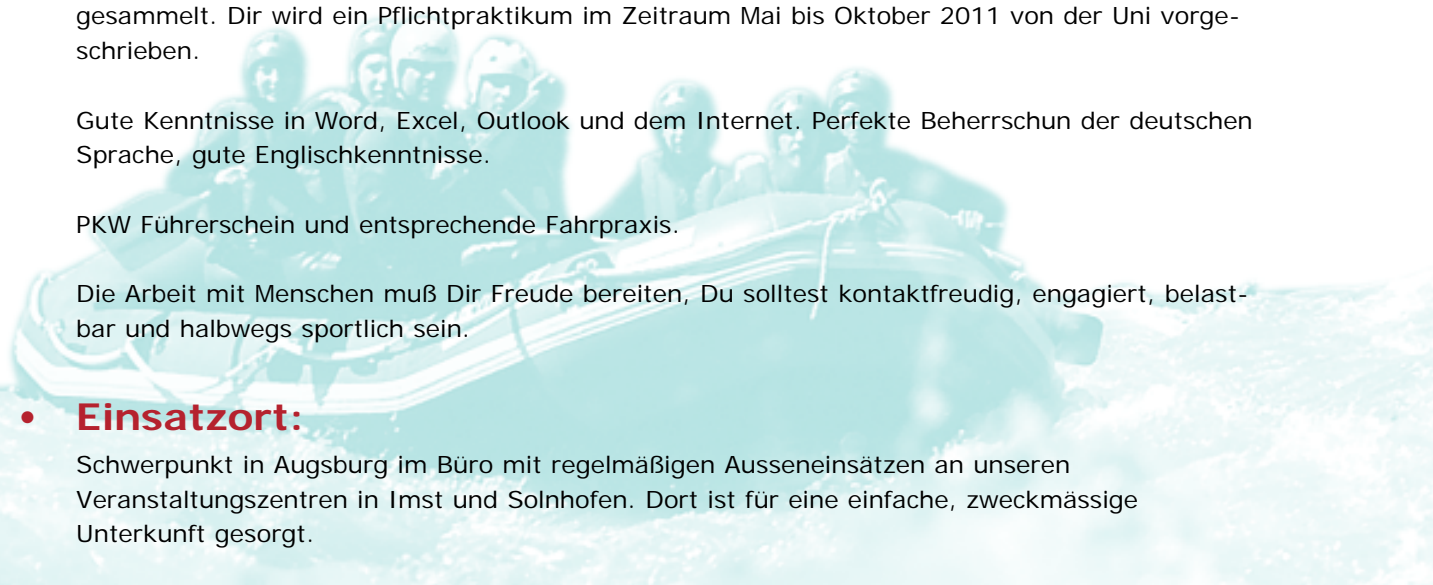 gesammelt. Dir wird ein Pflichtpraktikum im Zeitraum Mai bis Oktober 2011 von der Uni vorge-
schrieben.
Gute Kenntnisse in Word, Excel, Outlook und dem Internet. Perfekte Beherrschun der deutschen
Sprache, gute Englischkenntnisse.
PKW Führerschein und entsprechende Fahrpraxis.
Die Arbeit mit Menschen muß Dir Freude bereiten, Du solltest kontaktfreudig, engagiert, belast-
bar und halbwegs sportlich sein.
• Einsatzort:
Schwerpunkt in Augsburg im Büro mit regelmäßigen Ausseneinsätzen an unseren
Veranstaltungszentren in Imst und Solnhofen. Dort ist für eine einfache, zweckmässige
Unterkunft gesorgt.